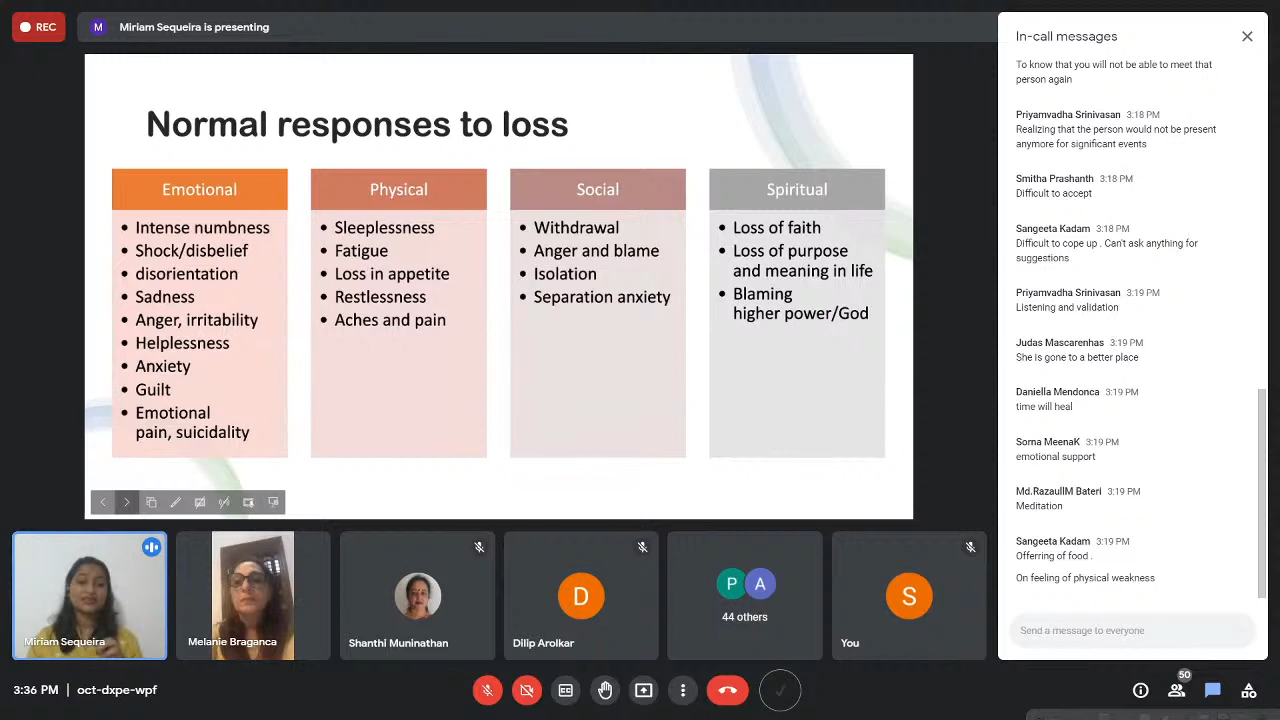 REC
M
Miriam Sequeira is presenting
Normal responses to loss
Emotional
• Intense numbness
• Shock/disbelief
• disorientation
• Sadness
• Anger, irritability
• Helplessness
• Anxiety
• Guilt
• Emotional
pain, suicidality
Physical
• Sleeplessness
• Fatigue
• Loss in appetite
• Restlessness
• Aches and pain
Social
• Withdrawal
• Anger and blame
• Isolation
• Separation anxiety
Spiritual
• Loss of faith
• Loss of purpose
and meaning in life
• Blaming
higher power/God
Miriam Sequeira
Melanie Braganca
Shanthi Muninathan
D
Dilip Arolkar
P A
44 others
S
You
3:36 PM | oct-dxpe-wpf
In-call messages
To know that you will not be able to meet that
person again
Priyamvadha Srinivasan 3:18 PM
Realizing that the person would not be present
anymore for significant events
Smitha Prashanth 3:18 PM
Difficult to accept
Sangeeta Kadam 3:18 PM
Difficult to cope up . Can't ask anything for
suggestions
Priyamvadha Srinivasan 3:19 PM
Listening and validation
Judas Mascarenhas 3:19 PM
She is gone to a better place
Daniella Mendonca 3:19 PM
time will heal
Sorna MeenaK 3:19 PM
emotional support
Md.RazaullM Bateri 3:19 PM
Meditation
Sangeeta Kadam 3:19 PM
Offerring of food .
On feeling of physical weakness
Send a message to everyone
50